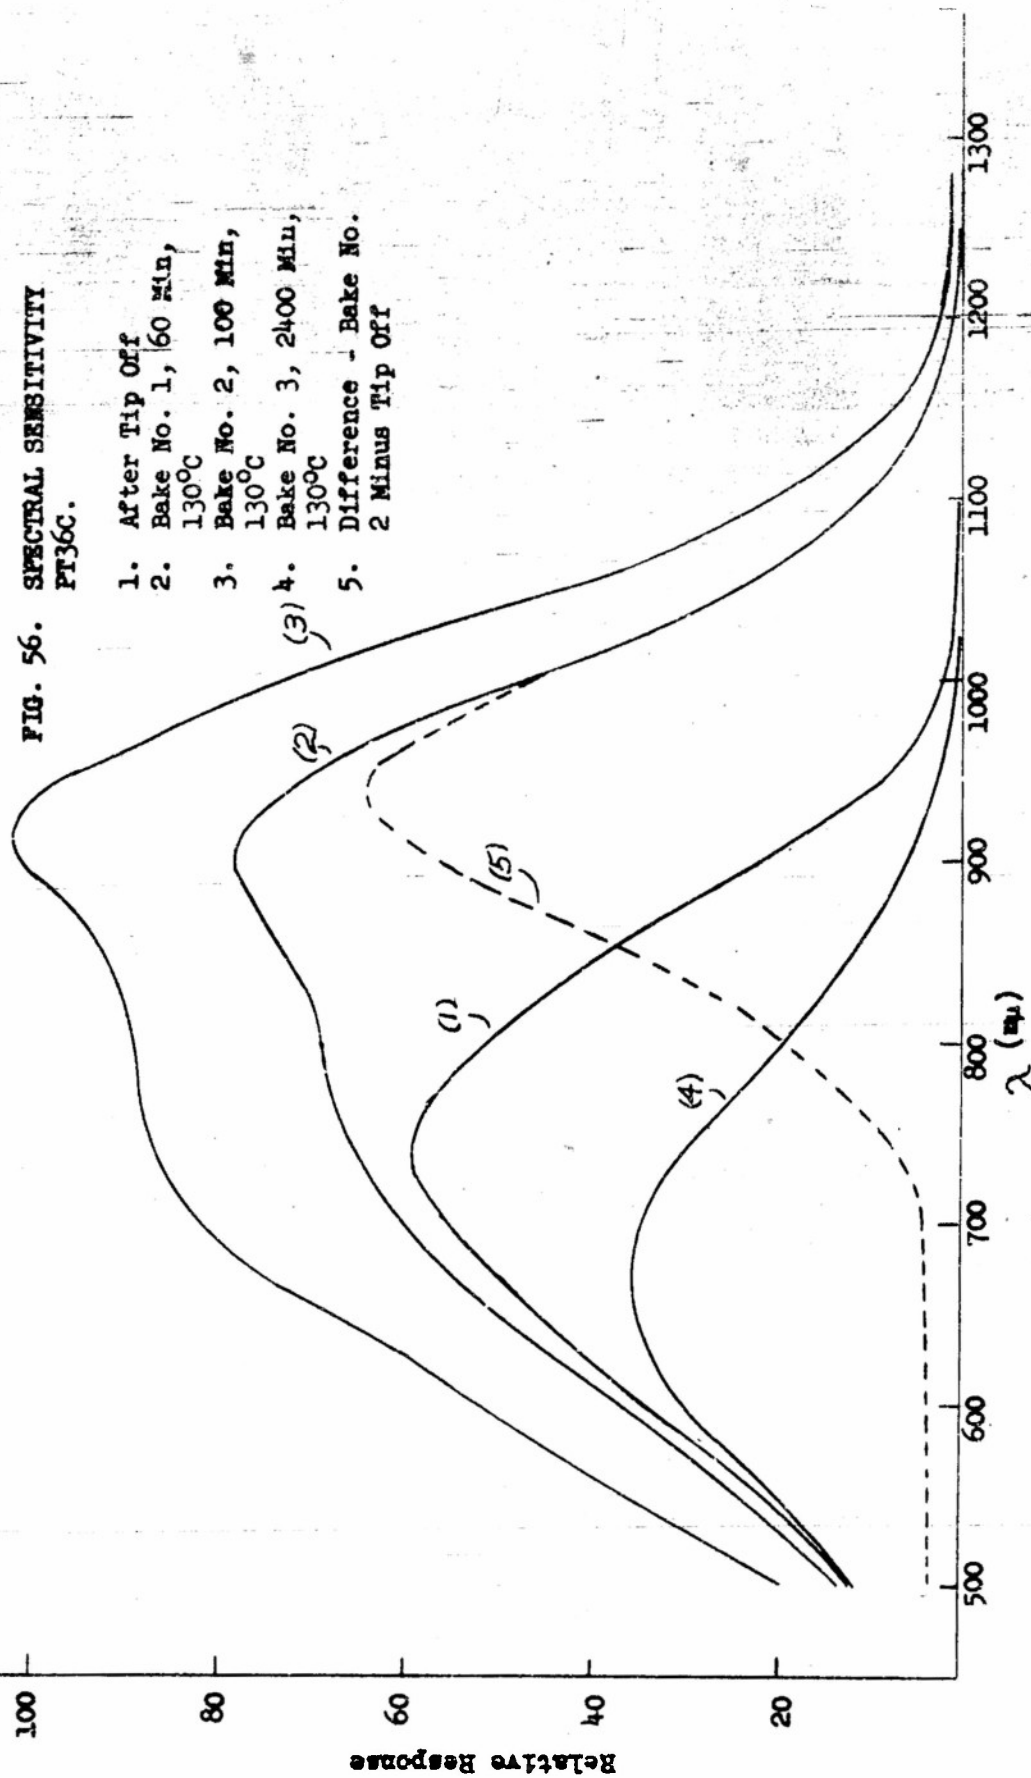 FIG. 56. SPECTRAL SENSITIVITY
PT36C.
1. After Tip Off
2. Bake No. 1, 60 Min,
130°C
3. Bake No. 2, 100 Min,
130°C
4. Bake No. 3, 2400 Min,
130°C
5. Difference - Bake No.
2 Minus Tip Off
(3)
(2)
(5)
(1)
(4)
100
80
60
40
20
Relative Response
500
600
700
800
900
1000
1100
1200
1300
λ (mμ)